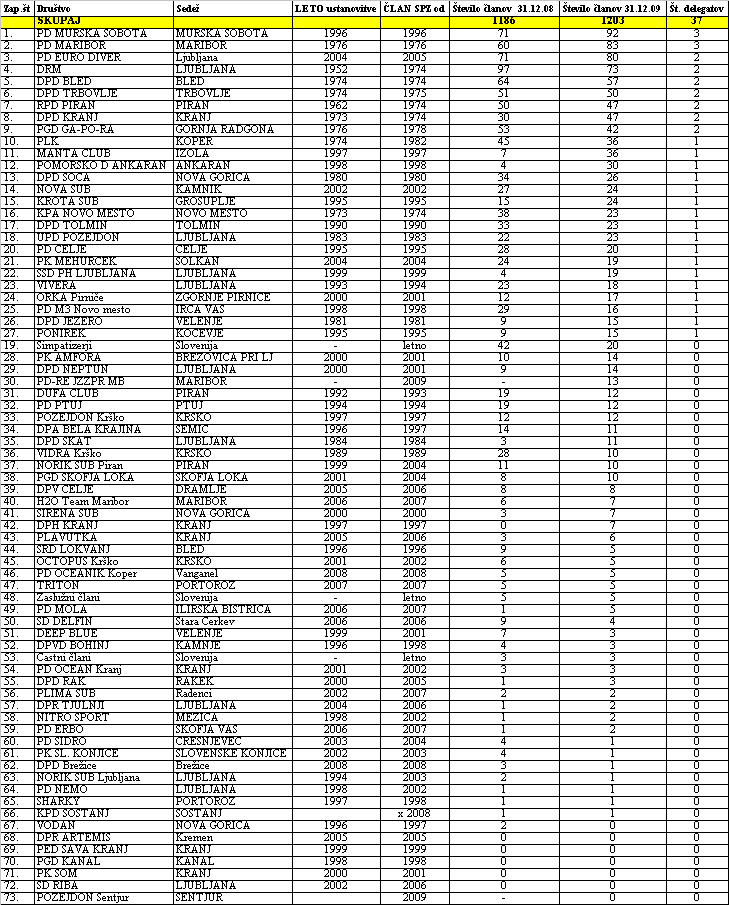 Zap.št Društvo Sedež LETO ustanovitve ČLAN SPZ od Število članov 31.12.08 Število članov 31.12.09 Št. delegatov
SKUPAJ 1186 1203 37
1. PD MURSKA SOBOTA MURSKA SOBOTA 1996 1996 71 92 3
2. PD MARIBOR MARIBOR 1976 1976 60 83 3
3. PD EURO DIVER Ljubljana 2004 2005 71 80 2
4. DRM LJUBLJANA 1952 1974 97 73 2
5. DPD BLED BLED 1974 1974 64 57 2
6. DPD TRBOVLJE TRBOVLJE 1974 1975 51 50 2
7. RPD PIRAN PIRAN 1962 1974 50 47 2
8. DPD KRANJ KRANJ 1973 1974 30 47 2
9. PGD GA-PO-RA GORNJA RADGONA 1976 1978 53 42 2
10. PLK KOPER 1974 1982 45 36 1
11. MANTA CLUB IZOLA 1997 1997 7 36 1
12. POMORSKO D ANKARAN ANKARAN 1998 1998 4 30 1
13. DPD SOČA NOVA GORICA 1980 1980 34 26 1
14. NOVA SUB KAMNIK 2002 2002 27 24 1
15. KROTA SUB GROSUPLJE 1995 1995 15 24 1
16. KPA NOVO MESTO NOVO MESTO 1973 1974 38 23 1
17. DPD TOLMIN TOLMIN 1990 1990 33 23 1
18. UPD POZEJDON LJUBLJANA 1983 1983 22 23 1
20. PD CELJE CELJE 1995 1995 28 20 1
21. PK MEHURČEK SOLKAN 2004 2004 24 19 1
22. SSD PH LJUBLJANA LJUBLJANA 1999 1999 4 19 1
23. VIVERA LJUBLJANA 1993 1994 23 18 1
24. ORKA Pirniče ZGORNJE PIRNIČE 2000 2001 12 17 1
25. PD M3 Novo mesto IRČA VAS 1998 1998 29 16 1
26. DPD JEZERO VELENJE 1981 1981 9 15 1
27. PONIREK KOČEVJE 1995 1995 9 15 1
19. Simpatizerji Slovenija - letno 42 20 0
28. PK AMFORA BREZOVICA PRI LJ 2000 2001 10 14 0
29. DPD NEPTUN LJUBLJANA 2000 2001 9 14 0
30. PD-RE JZZPR MB MARIBOR - 2009 - 13 0
31. DUFA CLUB PIRAN 1992 1993 19 12 0
32. PD PTUJ PTUJ 1994 1994 19 12 0
33. POZEJDON Krško KRŠKO 1997 1997 12 12 0
34. DPA BELA KRAJINA SEMIČ 1996 1997 14 11 0
35. DPD SKAT LJUBLJANA 1984 1984 3 11 0
36. VIDRA Krško KRŠKO 1989 1989 28 10 0
37. NORIK SUB Piran PIRAN 1999 2004 11 10 0
38. PGD ŠKOFJA LOKA ŠKOFJA LOKA 2001 2004 8 10 0
39. DPV CELJE DRAMLJE 2005 2006 8 8 0
40. H2O Team Maribor MARIBOR 2006 2007 6 7 0
41. SIRENA SUB NOVA GORICA 2000 2000 3 7 0
42. DPH KRANJ KRANJ 1997 1997 0 7 0
43. PLAVUTKA KRANJ 2005 2006 3 6 0
44. ŠRD LOKVANJ BLED 1996 1996 9 5 0
45. OCTOPUS Krško KRŠKO 2001 2002 6 5 0
46. PD OCEANIK Koper Vanganel 2008 2008 5 5 0
47. TRITON PORTOROŽ 2007 2007 5 5 0
48. Zaslužni člani Slovenija - letno 5 5 0
49. PD MOLA ILIRSKA BISTRICA 2006 2007 1 5 0
50. ŠD DELFIN Stara Cerkev 2006 2006 9 4 0
51. DEEP BLUE VELENJE 1999 2001 7 3 0
52. DPVD BOHINJ KAMNJE 1996 1998 4 3 0
53. Častni člani Slovenija - letno 3 3 0
54. PD OCEAN Kranj KRANJ 2001 2002 3 3 0
55. DPD RAK RAKEK 2000 2005 1 3 0
56. PLIMA SUB Radenci 2002 2007 2 2 0
57. DPR TJULNJI LJUBLJANA 2004 2006 1 2 0
58. NITRO SPORT MEŽICA 1998 2002 1 2 0
59. PD ERBO ŠKOFJA VAS 2006 2007 1 2 0
60. PD SIDRO ČREŠNJEVEC 2003 2004 4 1 0
61. PK SL. KONJICE SLOVENSKE KONJICE 2002 2003 4 1 0
62. DPD Brežice Brežice 2008 2008 3 1 0
63. NORIK SUB Ljubljana LJUBLJANA 1994 2003 2 1 0
64. PD NEMO LJUBLJANA 1998 2002 1 1 0
65. SHARKY PORTOROŽ 1997 1998 1 1 0
66. KPD ŠOŠTANJ ŠOŠTANJ x 2008 1 1 0
67. VODAN NOVA GORICA 1996 1997 2 0 0
68. DPR ARTEMIS Kremen 2005 2005 0 0 0
69. PED SAVA KRANJ KRANJ 1999 1999 0 0 0
70. PGD KANAL KANAL 1998 1998 0 0 0
71. PK SOM KRANJ 2000 2001 0 0 0
72. ŠD RIBA LJUBLJANA 2002 2006 0 0 0
73. POZEJDON Šentjur ŠENTJUR 2009 - 0 0